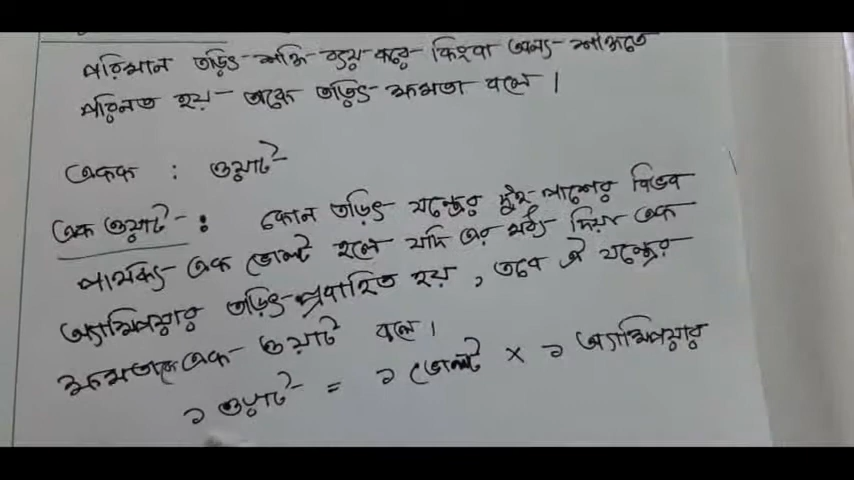 পরিমান তড়িৎ-শক্তি ব্যয় করে কিংবা অন্য-শক্তিতে
পরিনত হয়- তাকে তড়িৎ-ক্ষমতা বলে।
একক : ওয়াট
এক ওয়াট : কোন তড়িৎ যন্ত্রের দুই পাশের বিভব
পার্থক্য এক ভোল্ট হলে যদি এর মধ্য দিয়া এক
অ্যাম্পিয়ার তড়িৎ-প্রবাহিত হয়, তবে ঐ যন্ত্রের
ক্ষমতাকে এক ওয়াট বলে।
১ ওয়াট = ১ ভোল্ট × ১ অ্যাম্পিয়ার